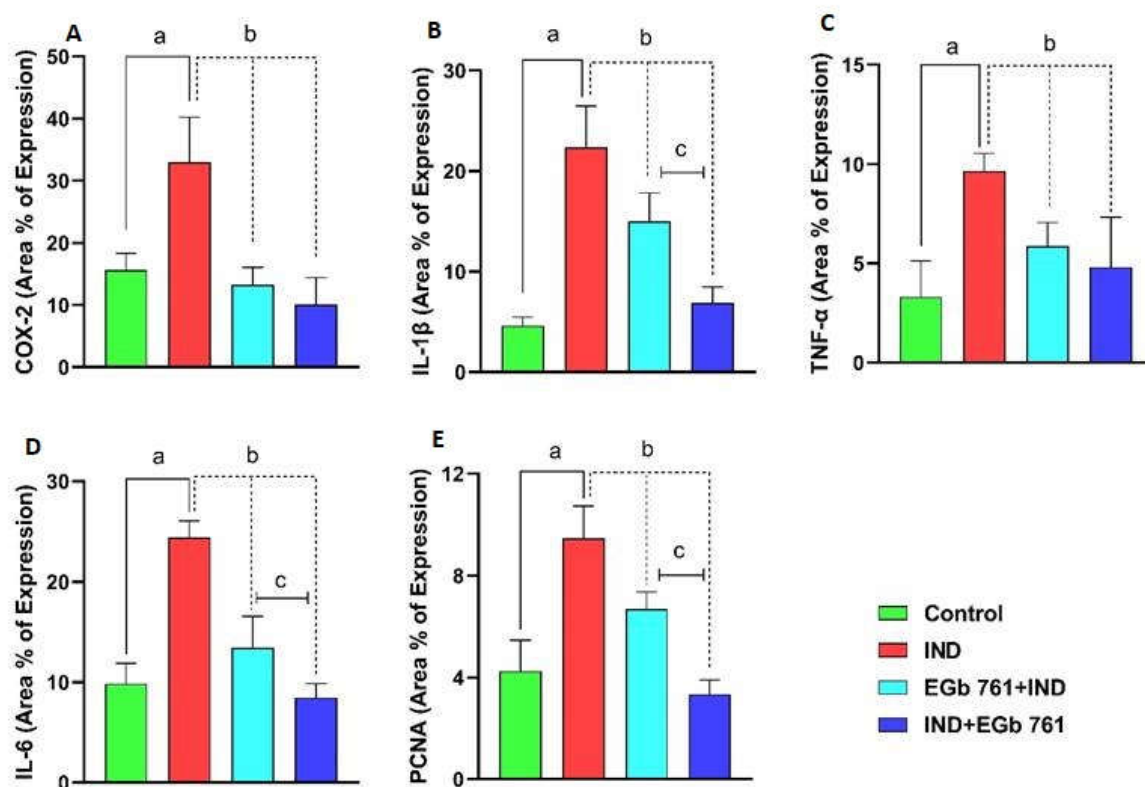 A
a
b
50
40
30
20
10
0
COX-2 (Area % of Expression)
B
a
b
c
30
20
10
0
IL-1β (Area % of Expression)
C
a
b
15
10
5
0
TNF-α (Area % of Expression)
D
a
b
c
30
20
10
0
IL-6 (Area % of Expression)
E
a
b
c
12
8
4
0
PCNA (Area % of Expression)
Control
IND
EGb 761+IND
IND+EGb 761